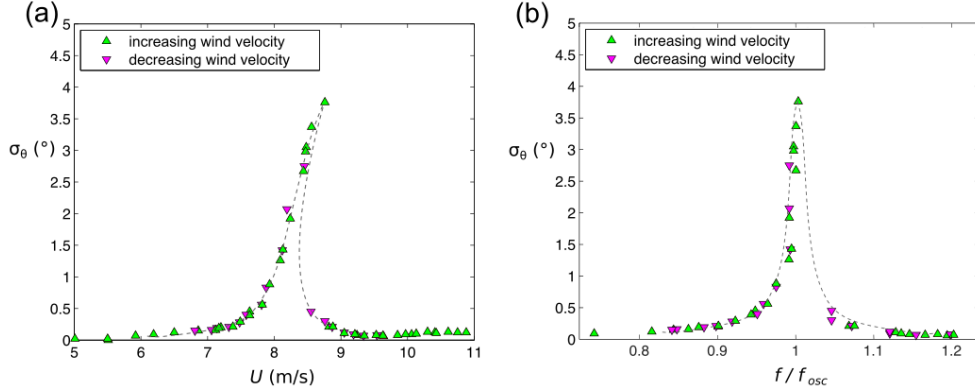 (a)
5
4.5
4
3.5
3
2.5
2
1.5
1
0.5
0
σθ (°)
increasing wind velocity
decreasing wind velocity
5 6 7 8 9 10 11
U (m/s)
(b)
5
4.5
4
3.5
3
2.5
2
1.5
1
0.5
0
σθ (°)
increasing wind velocity
decreasing wind velocity
0.8 0.9 1 1.1 1.2
f / fosc